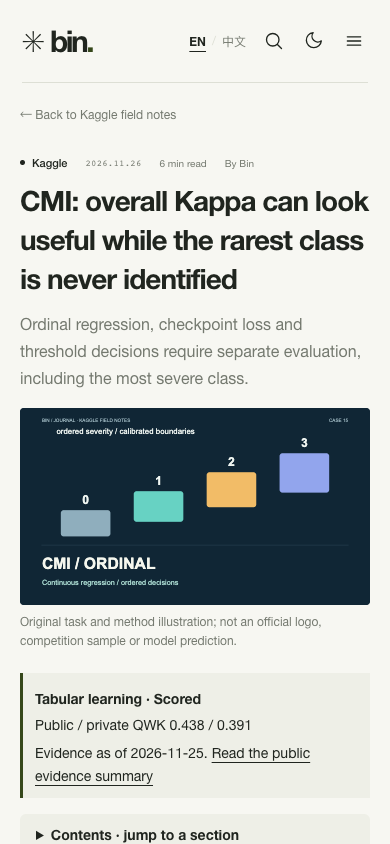 bin.
EN / 中文
← Back to Kaggle field notes
Kaggle 2026.11.26 6 min read By Bin
CMI: overall Kappa can look
useful while the rarest class
is never identified
Ordinal regression, checkpoint loss and
threshold decisions require separate evaluation,
including the most severe class.
BIN / JOURNAL · KAGGLE FIELD NOTES CASE 15
ordered severity / calibrated boundaries
0
1
2
3
CMI / ORDINAL
Continuous regression / ordered decisions
Original task and method illustration; not an official logo,
competition sample or model prediction.
Tabular learning · Scored
Public / private QWK 0.438 / 0.391
Evidence as of 2026-11-25. Read the public
evidence summary
Contents · jump to a section